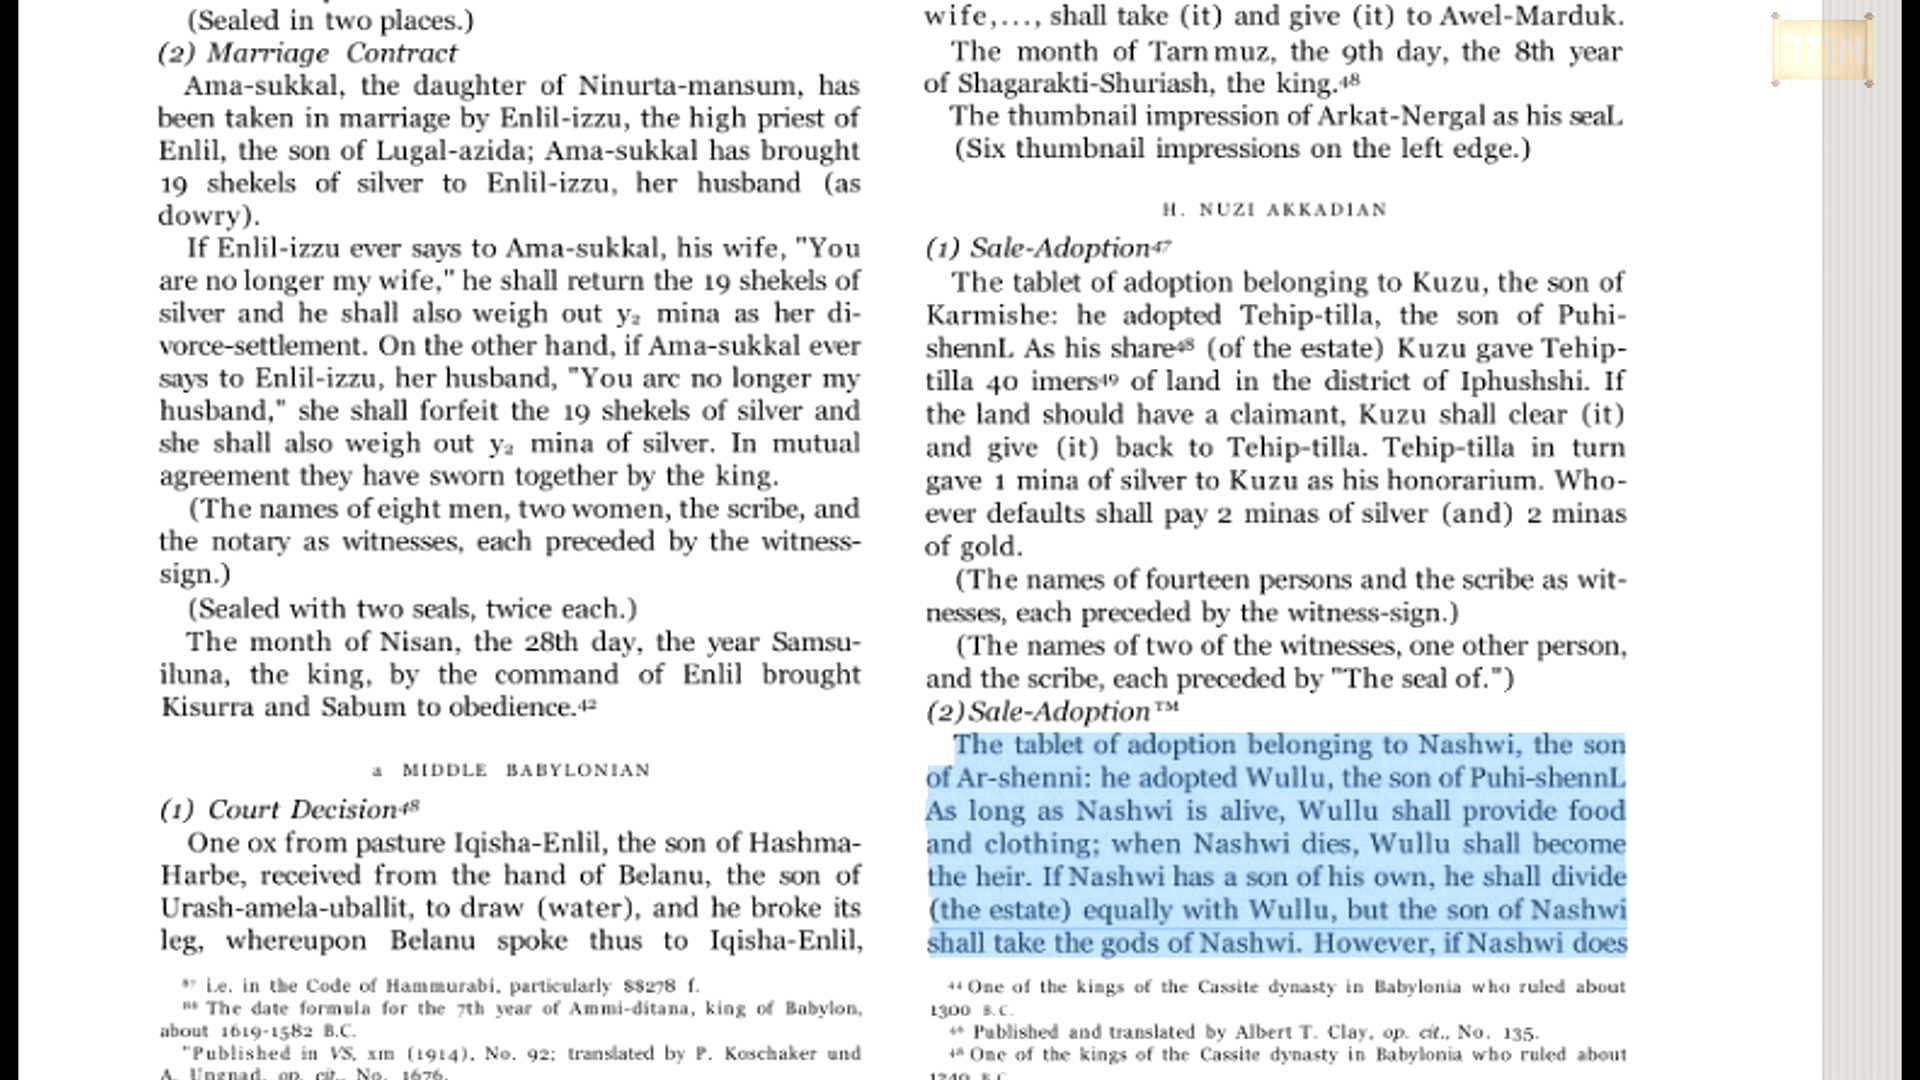 (Sealed in two places.)
(2) Marriage Contract
Ama-sukkal, the daughter of Ninurta-mansum, has
been taken in marriage by Enlil-izzu, the high priest of
Enlil, the son of Lugal-azida; Ama-sukkal has brought
19 shekels of silver to Enlil-izzu, her husband (as
dowry).
If Enlil-izzu ever says to Ama-sukkal, his wife, "You
are no longer my wife," he shall return the 19 shekels of
silver and he shall also weigh out y₂ mina as her di-
vorce-settlement. On the other hand, if Ama-sukkal ever
says to Enlil-izzu, her husband, "You arc no longer my
husband," she shall forfeit the 19 shekels of silver and
she shall also weigh out y₂ mina of silver. In mutual
agreement they have sworn together by the king.
(The names of eight men, two women, the scribe, and
the notary as witnesses, each preceded by the witness-
sign.)
(Sealed with two seals, twice each.)
The month of Nisan, the 28th day, the year Samsu-
iluna, the king, by the command of Enlil brought
Kisurra and Sabum to obedience.⁴²
a MIDDLE BABYLONIAN
(1) Court Decision⁴⁸
One ox from pasture Iqisha-Enlil, the son of Hashma-
Harbe, received from the hand of Belanu, the son of
Urash-amela-uballit, to draw (water), and he broke its
leg, whereupon Belanu spoke thus to Iqisha-Enlil,
⁸⁷ i.e. in the Code of Hammurabi, particularly §§278 f.
The date formula for the 7th year of Ammi-ditana, king of Babylon,
about 1619-1582 B.C.
"Published in VS, xm (1914), No. 92; translated by P. Koschaker und
A. Ungnad, op. cit., No. 1676.
wife,..., shall take (it) and give (it) to Awel-Marduk.
The month of Tarn muz, the 9th day, the 8th year
of Shagarakti-Shuriash, the king.⁴⁸
The thumbnail impression of Arkat-Nergal as his seaL
(Six thumbnail impressions on the left edge.)
H. NUZI AKKADIAN
(1) Sale-Adoption⁴⁷
The tablet of adoption belonging to Kuzu, the son of
Karmishe: he adopted Tehip-tilla, the son of Puhi-
shennL As his share⁴⁸ (of the estate) Kuzu gave Tehip-
tilla 40 imers⁴⁹ of land in the district of Iphushshi. If
the land should have a claimant, Kuzu shall clear (it)
and give (it) back to Tehip-tilla. Tehip-tilla in turn
gave 1 mina of silver to Kuzu as his honorarium. Who-
ever defaults shall pay 2 minas of silver (and) 2 minas
of gold.
(The names of fourteen persons and the scribe as wit-
nesses, each preceded by the witness-sign.)
(The names of two of the witnesses, one other person,
and the scribe, each preceded by "The seal of.")
(2)Sale-Adoption™
The tablet of adoption belonging to Nashwi, the son
of Ar-shenni: he adopted Wullu, the son of Puhi-shennL
As long as Nashwi is alive, Wullu shall provide food
and clothing; when Nashwi dies, Wullu shall become
the heir. If Nashwi has a son of his own, he shall divide
(the estate) equally with Wullu, but the son of Nashwi
shall take the gods of Nashwi. However, if Nashwi does
⁴⁴ One of the kings of the Cassite dynasty in Babylonia who ruled about
1300 B.C.
Published and translated by Albert T. Clay, op. cit., No. 135.
⁴⁸ One of the kings of the Cassite dynasty in Babylonia who ruled about
1240 B.C.